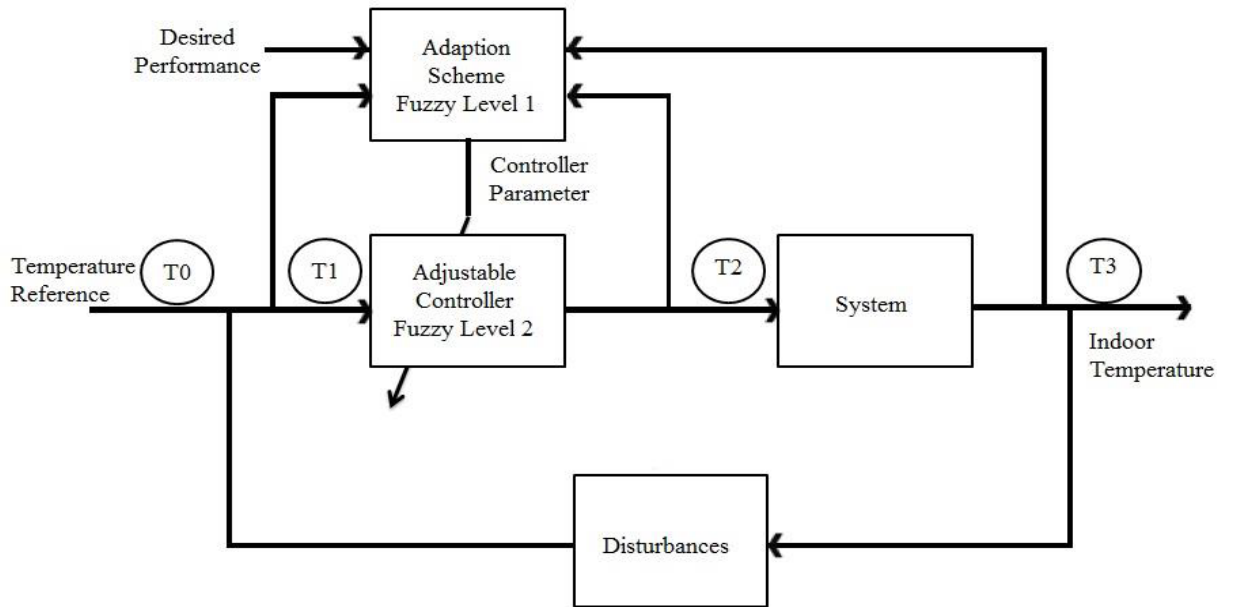 Desired
Performance
Adaption
Scheme
Fuzzy Level 1
Controller
Parameter
Temperature
Reference
T0
T1
Adjustable
Controller
Fuzzy Level 2
T2
System
T3
Indoor
Temperature
Disturbances